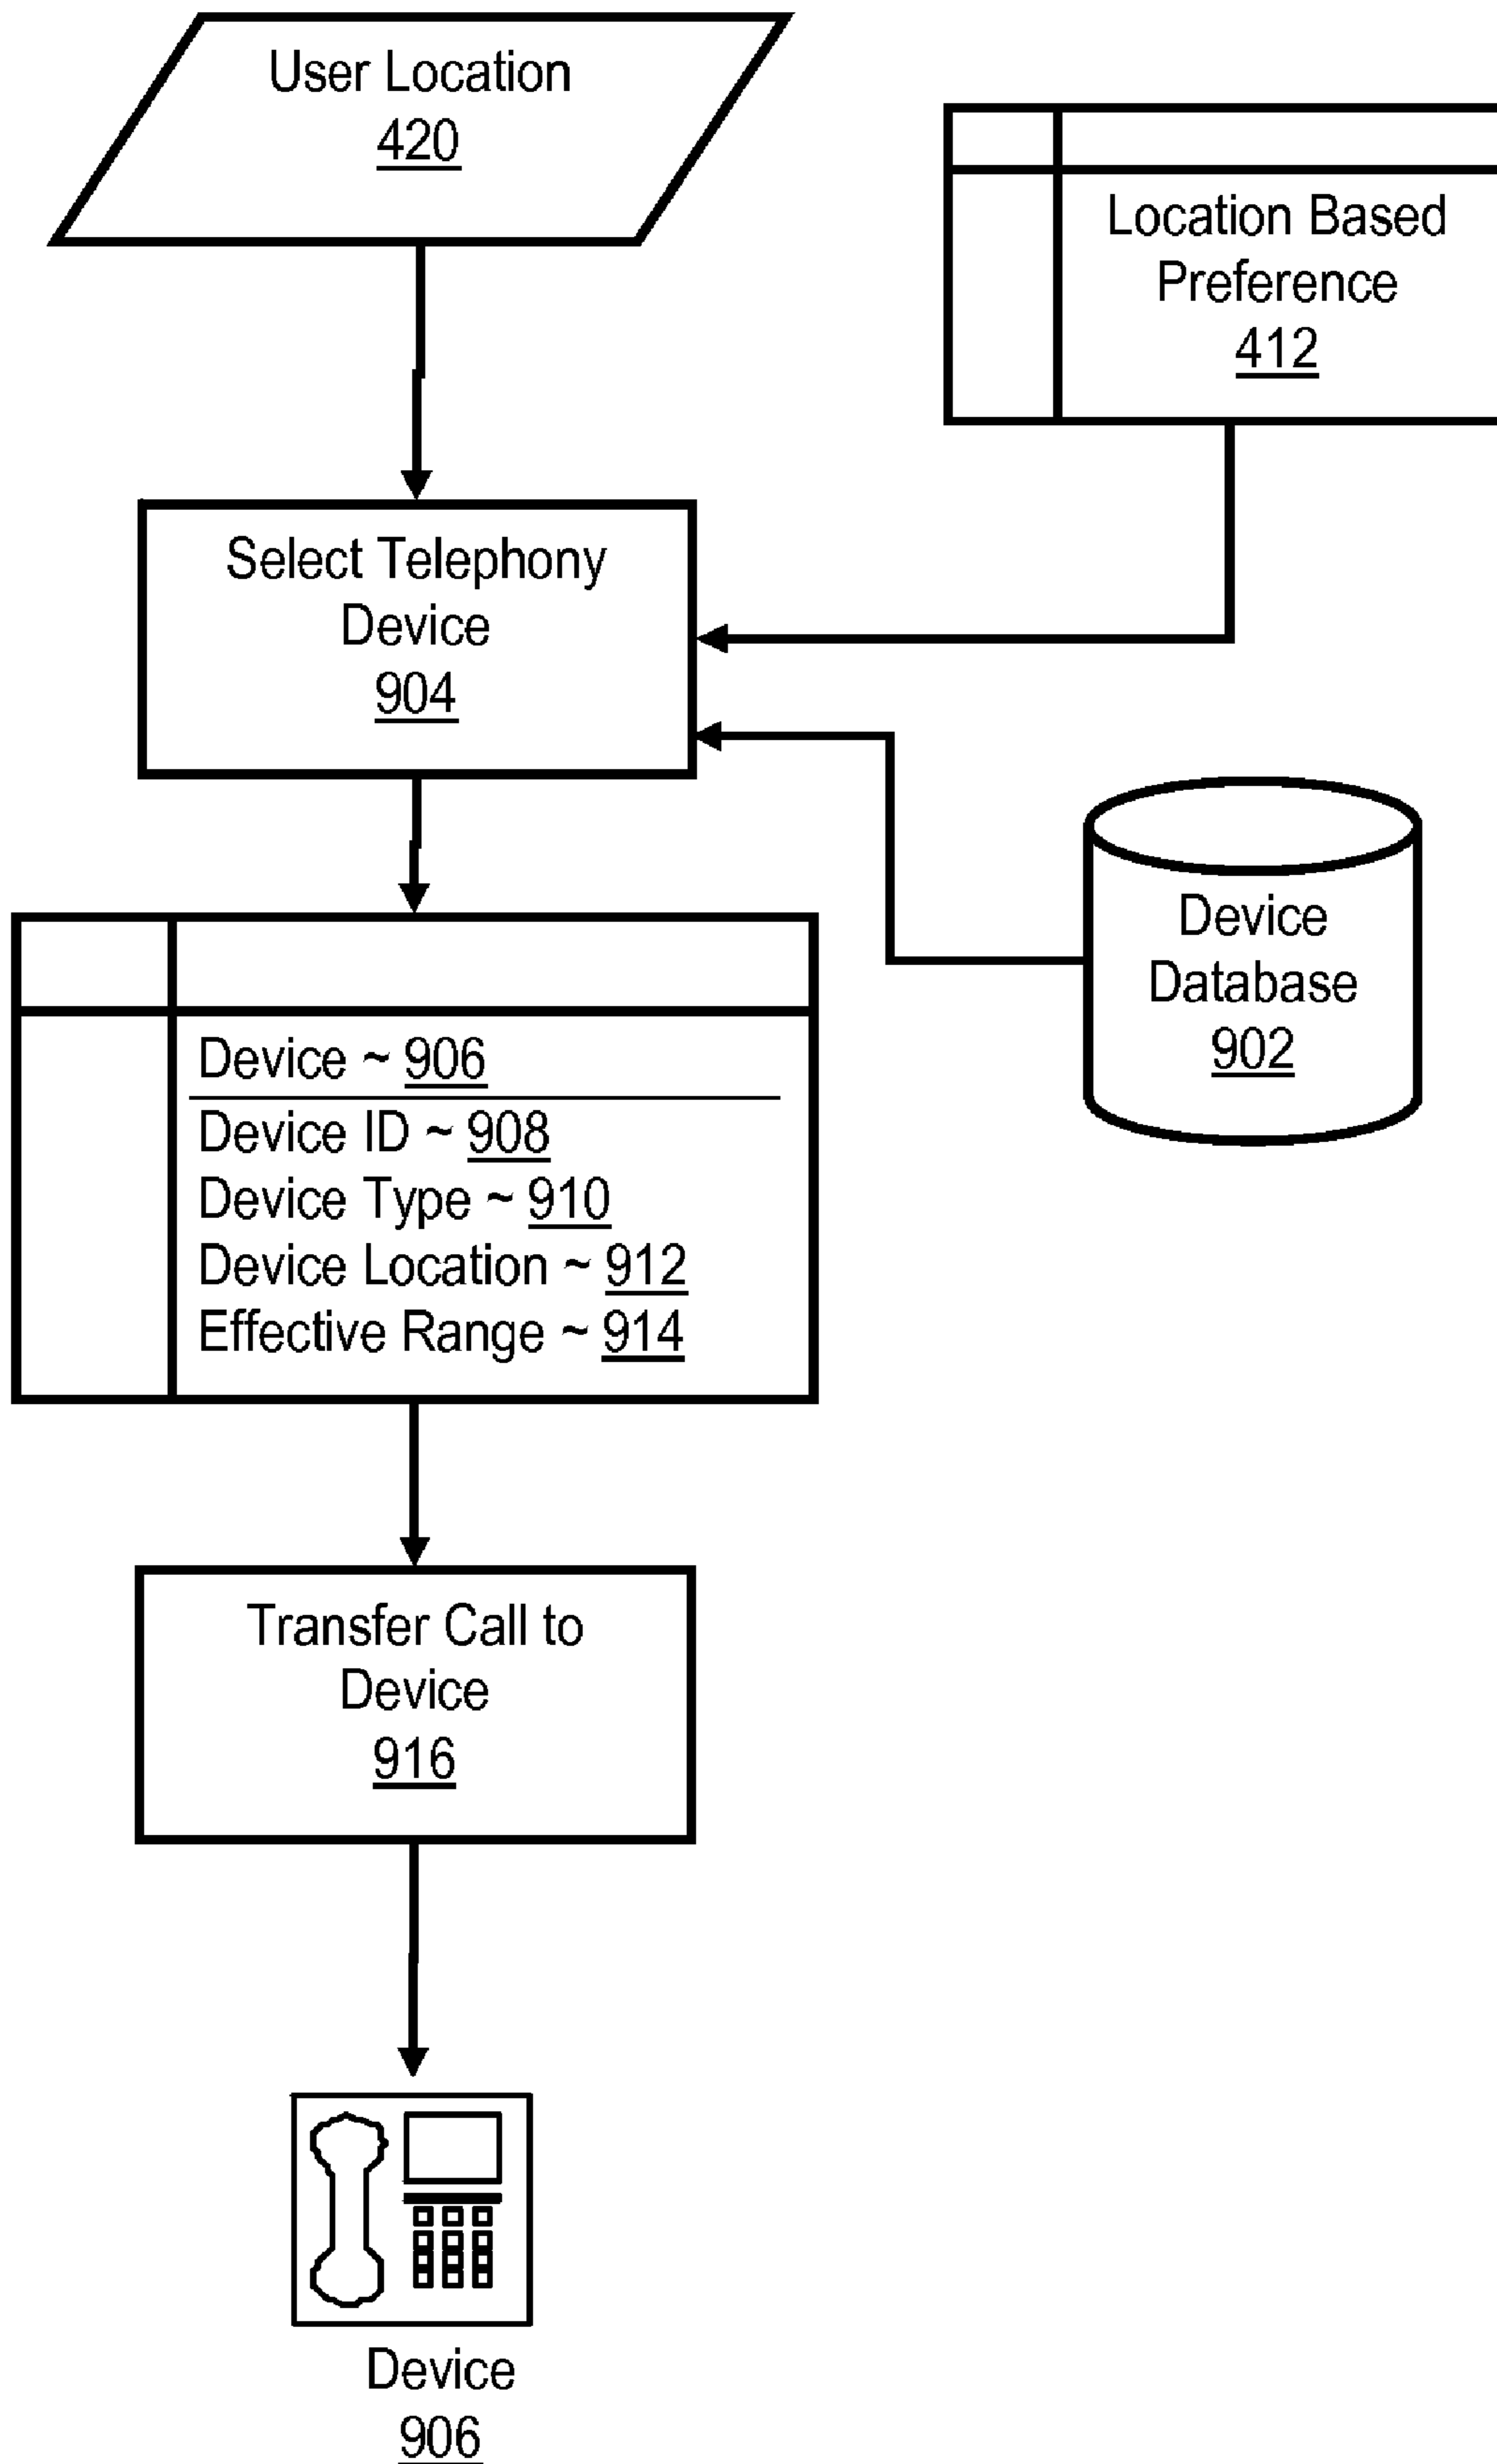 User Location
420
Location Based
Preference
412
Select Telephony
Device
904
Device
Database
902
Device ~ 906
Device ID ~ 908
Device Type ~ 910
Device Location ~ 912
Effective Range ~ 914
Transfer Call to
Device
916
Device
906